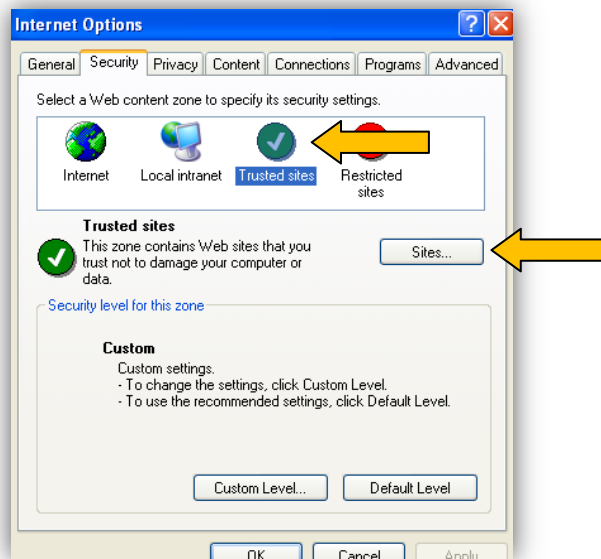 Internet Options
General Security Privacy Content Connections Programs Advanced
Select a Web content zone to specify its security settings.
Internet Local intranet Trusted sites Restricted
sites
Trusted sites
This zone contains Web sites that you
trust not to damage your computer or
data.
Sites...
Security level for this zone
Custom
Custom settings.
- To change the settings, click Custom Level.
- To use the recommended settings, click Default Level.
Custom Level... Default Level
OK Cancel Apply